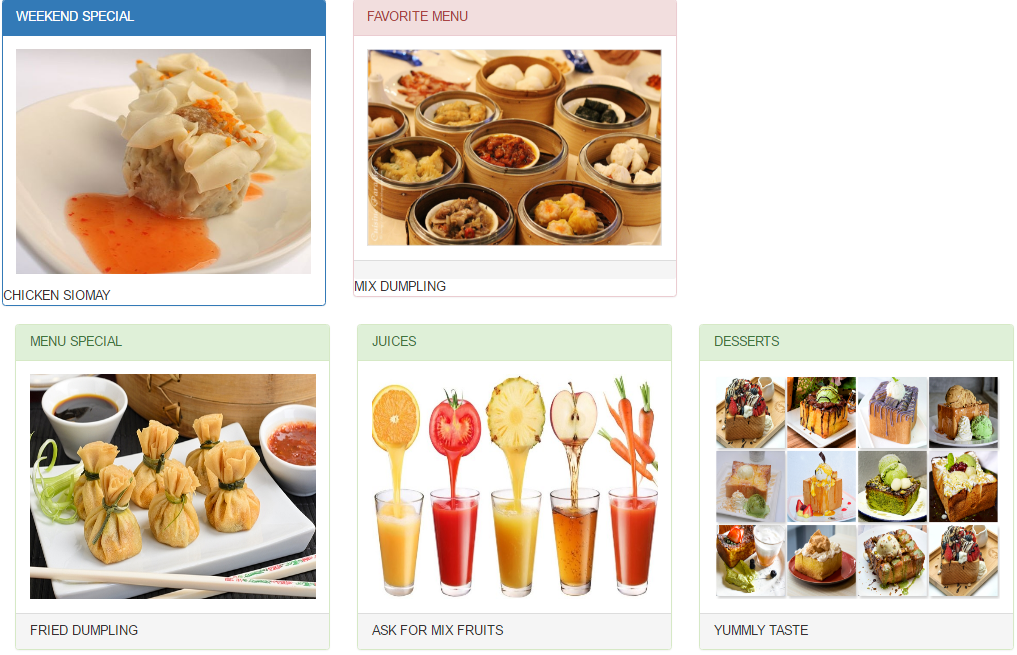 WEEKEND SPECIAL
FAVORITE MENU
CHICKEN SIOMAY
MIX DUMPLING
MENU SPECIAL
JUICES
DESSERTS
FRIED DUMPLING
ASK FOR MIX FRUITS
YUMMLY TASTE